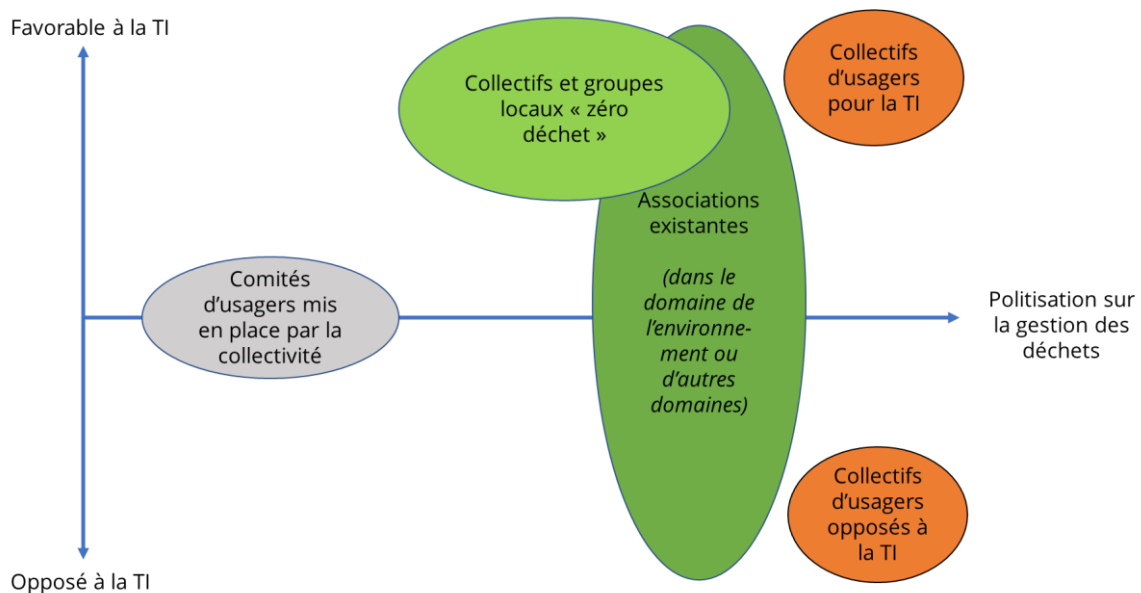 Favorable à la TI
Collectifs et groupes
locaux « zéro
déchet »
Collectifs
d'usagers
pour la TI
Associations
existantes
(dans le
domaine de
l'environne-
ment ou
d'autres
domaines)
Comités
d'usagers mis
en place par la
collectivité
Politisation sur
la gestion des
déchets
Collectifs
d'usagers
opposés à
la TI
Opposé à la TI